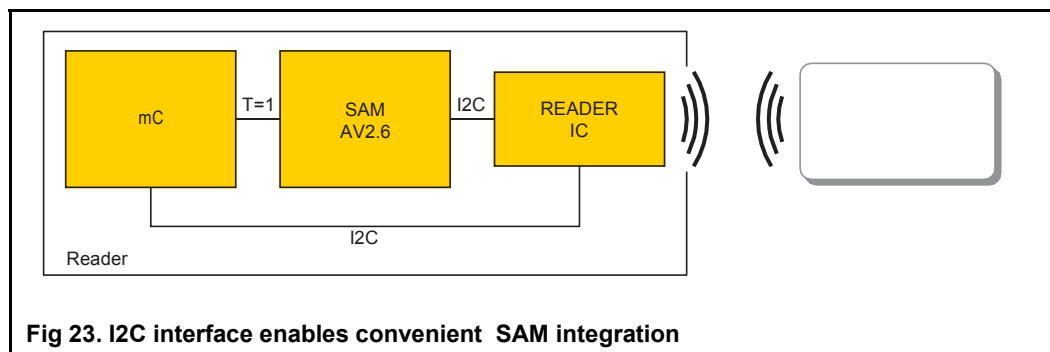 mC
T=1
SAM
AV2.6
I2C
READER
IC
I2C
Reader
Fig 23. I2C interface enables convenient SAM integration